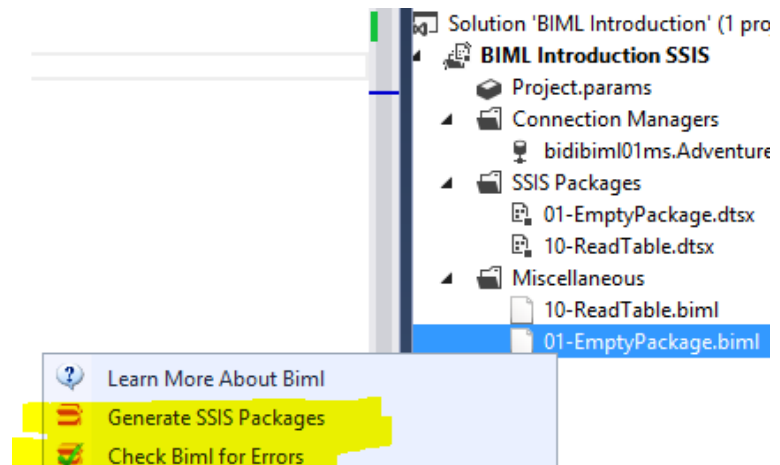 Solution 'BIML Introduction' (1 pro
BIML Introduction SSIS
Project.params
Connection Managers
bidibiml01ms.Adventure
SSIS Packages
01-EmptyPackage.dtsx
10-ReadTable.dtsx
Miscellaneous
10-ReadTable.biml
01-EmptyPackage.biml
Learn More About Biml
Generate SSIS Packages
Check Biml for Errors